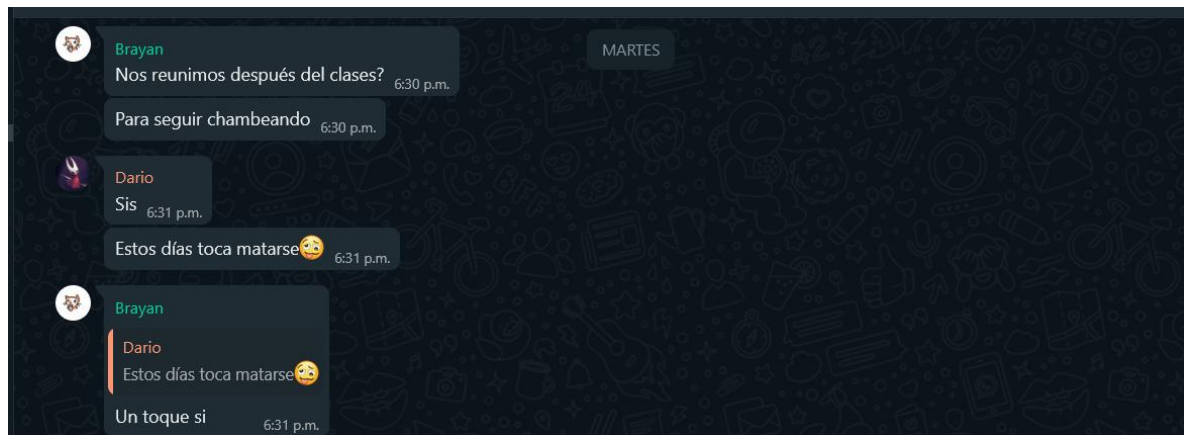 MARTES
Brayan
Nos reunimos después del clases? 6:30 p.m.
Para seguir chambeando 6:30 p.m.
Dario
Sis 6:31 p.m.
Estos días toca matarse🥴 6:31 p.m.
Brayan
Dario
Estos días toca matarse🥴
Un toque si 6:31 p.m.